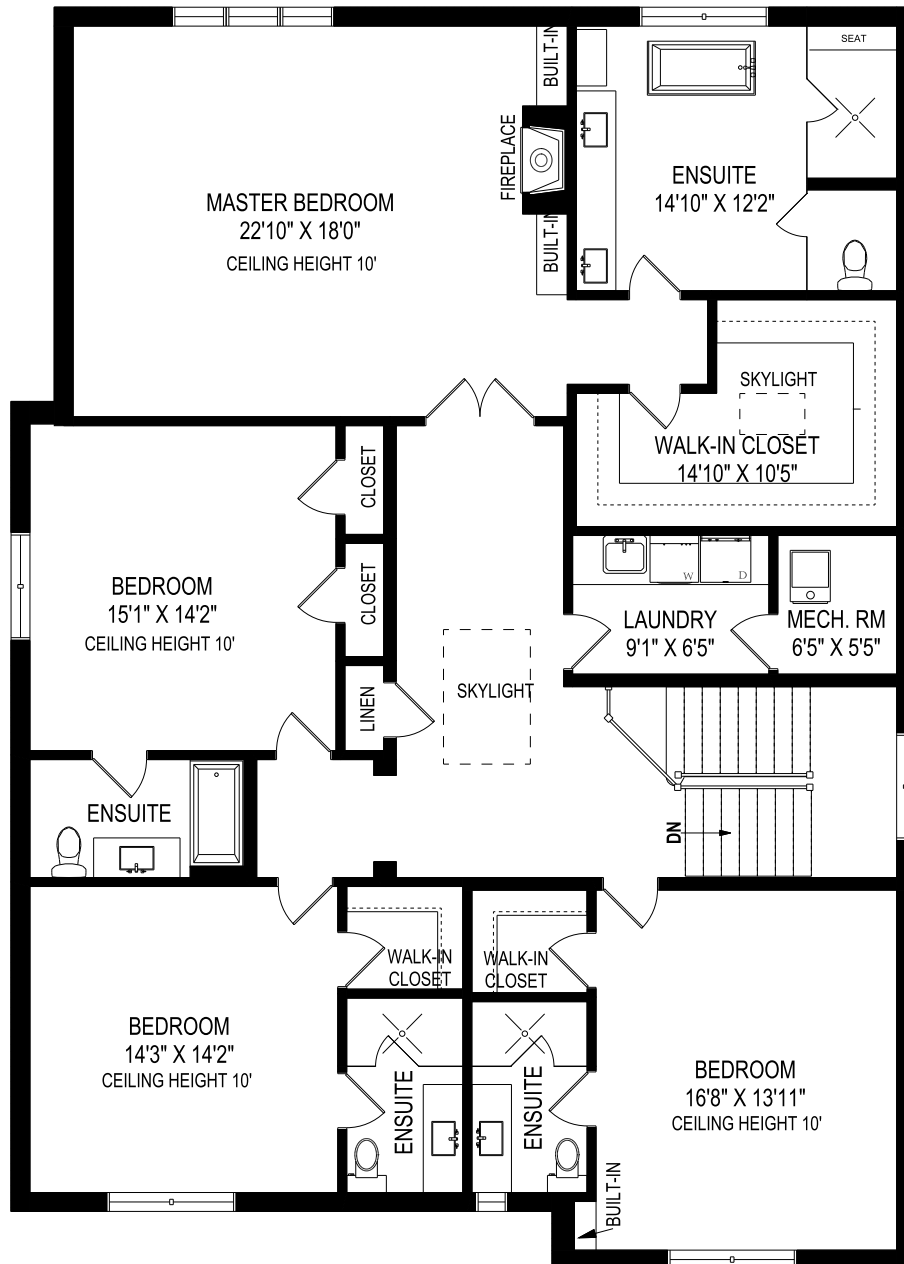 BUILT-IN
SEAT
FIREPLACE
MASTER BEDROOM
22'10" X 18'0"
CEILING HEIGHT 10'
ENSUITE
14'10" X 12'2"
BUILT-IN
SKYLIGHT
WALK-IN CLOSET
14'10" X 10'5"
CLOSET
BEDROOM
15'1" X 14'2"
CEILING HEIGHT 10'
CLOSET
W
D
LAUNDRY
9'1" X 6'5"
MECH. RM
6'5" X 5'5"
LINEN
SKYLIGHT
ENSUITE
DN
WALK-IN
CLOSET
WALK-IN
CLOSET
BEDROOM
14'3" X 14'2"
CEILING HEIGHT 10'
ENSUITE
ENSUITE
BEDROOM
16'8" X 13'11"
CEILING HEIGHT 10'
BUILT-IN